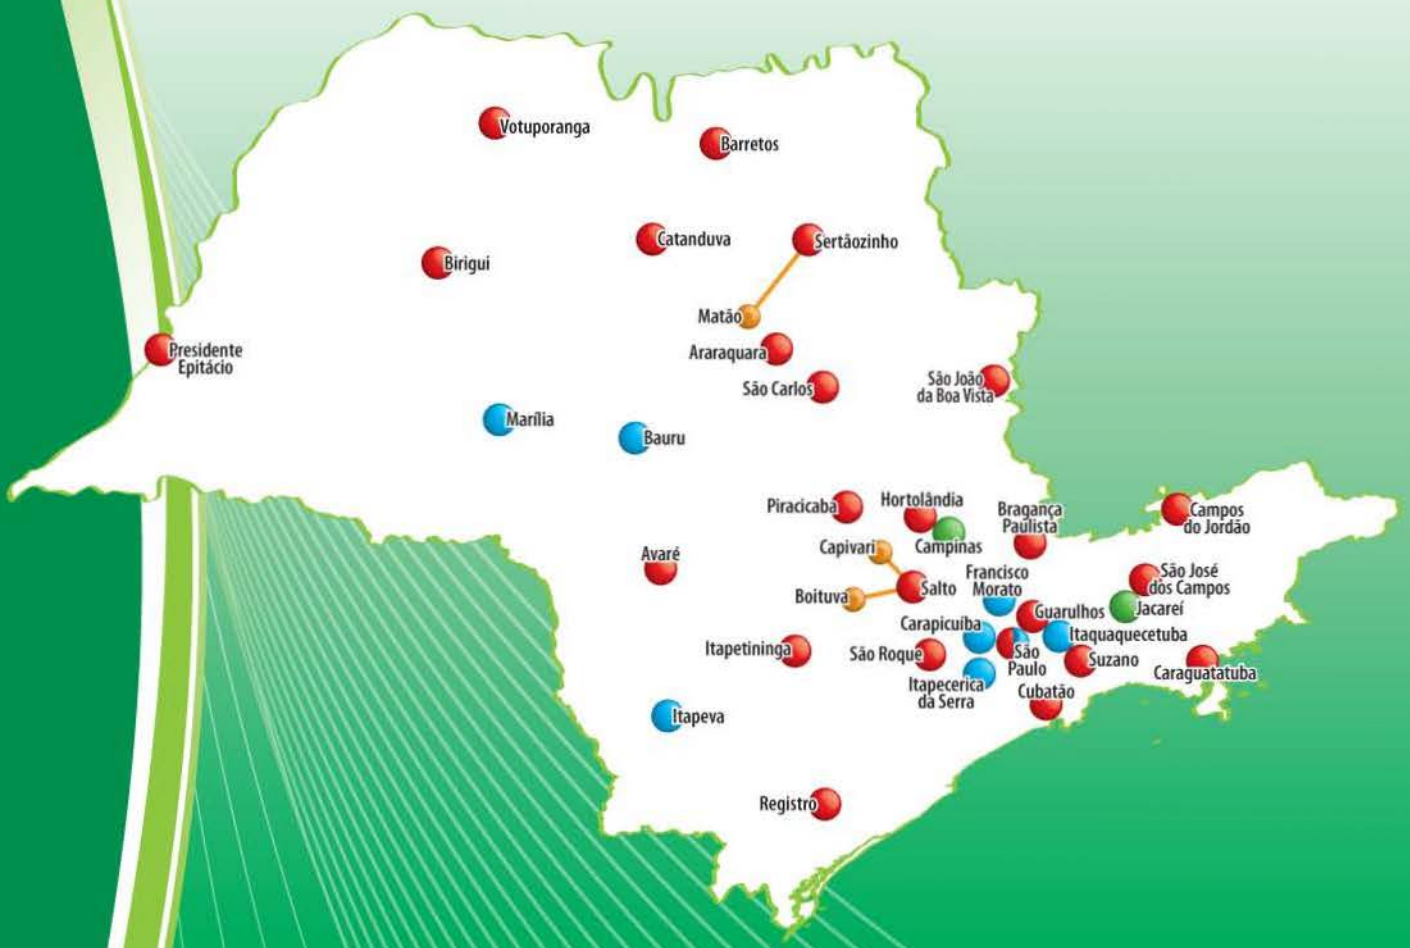 Votuporanga
Barretos
Catanduva
Sertãozinho
Birigui
Matão
Presidente
Epitácio
Araraquara
São Carlos
São João
da Boa Vista
Marília
Bauru
Piracicaba
Hortolândia
Bragança
Paulista
Campos
do Jordão
Capivari
Campinas
Avaré
Francisco
Morato
São José
dos Campos
Boituva
Salto
Guarulhos
Jacareí
Carapicuíba
Itaquaquecetuba
Itapetininga
São Roque
São
Paulo
Suzano
Caraguatatuba
Itapecerica
da Serra
Cubatão
Itapeva
Registro